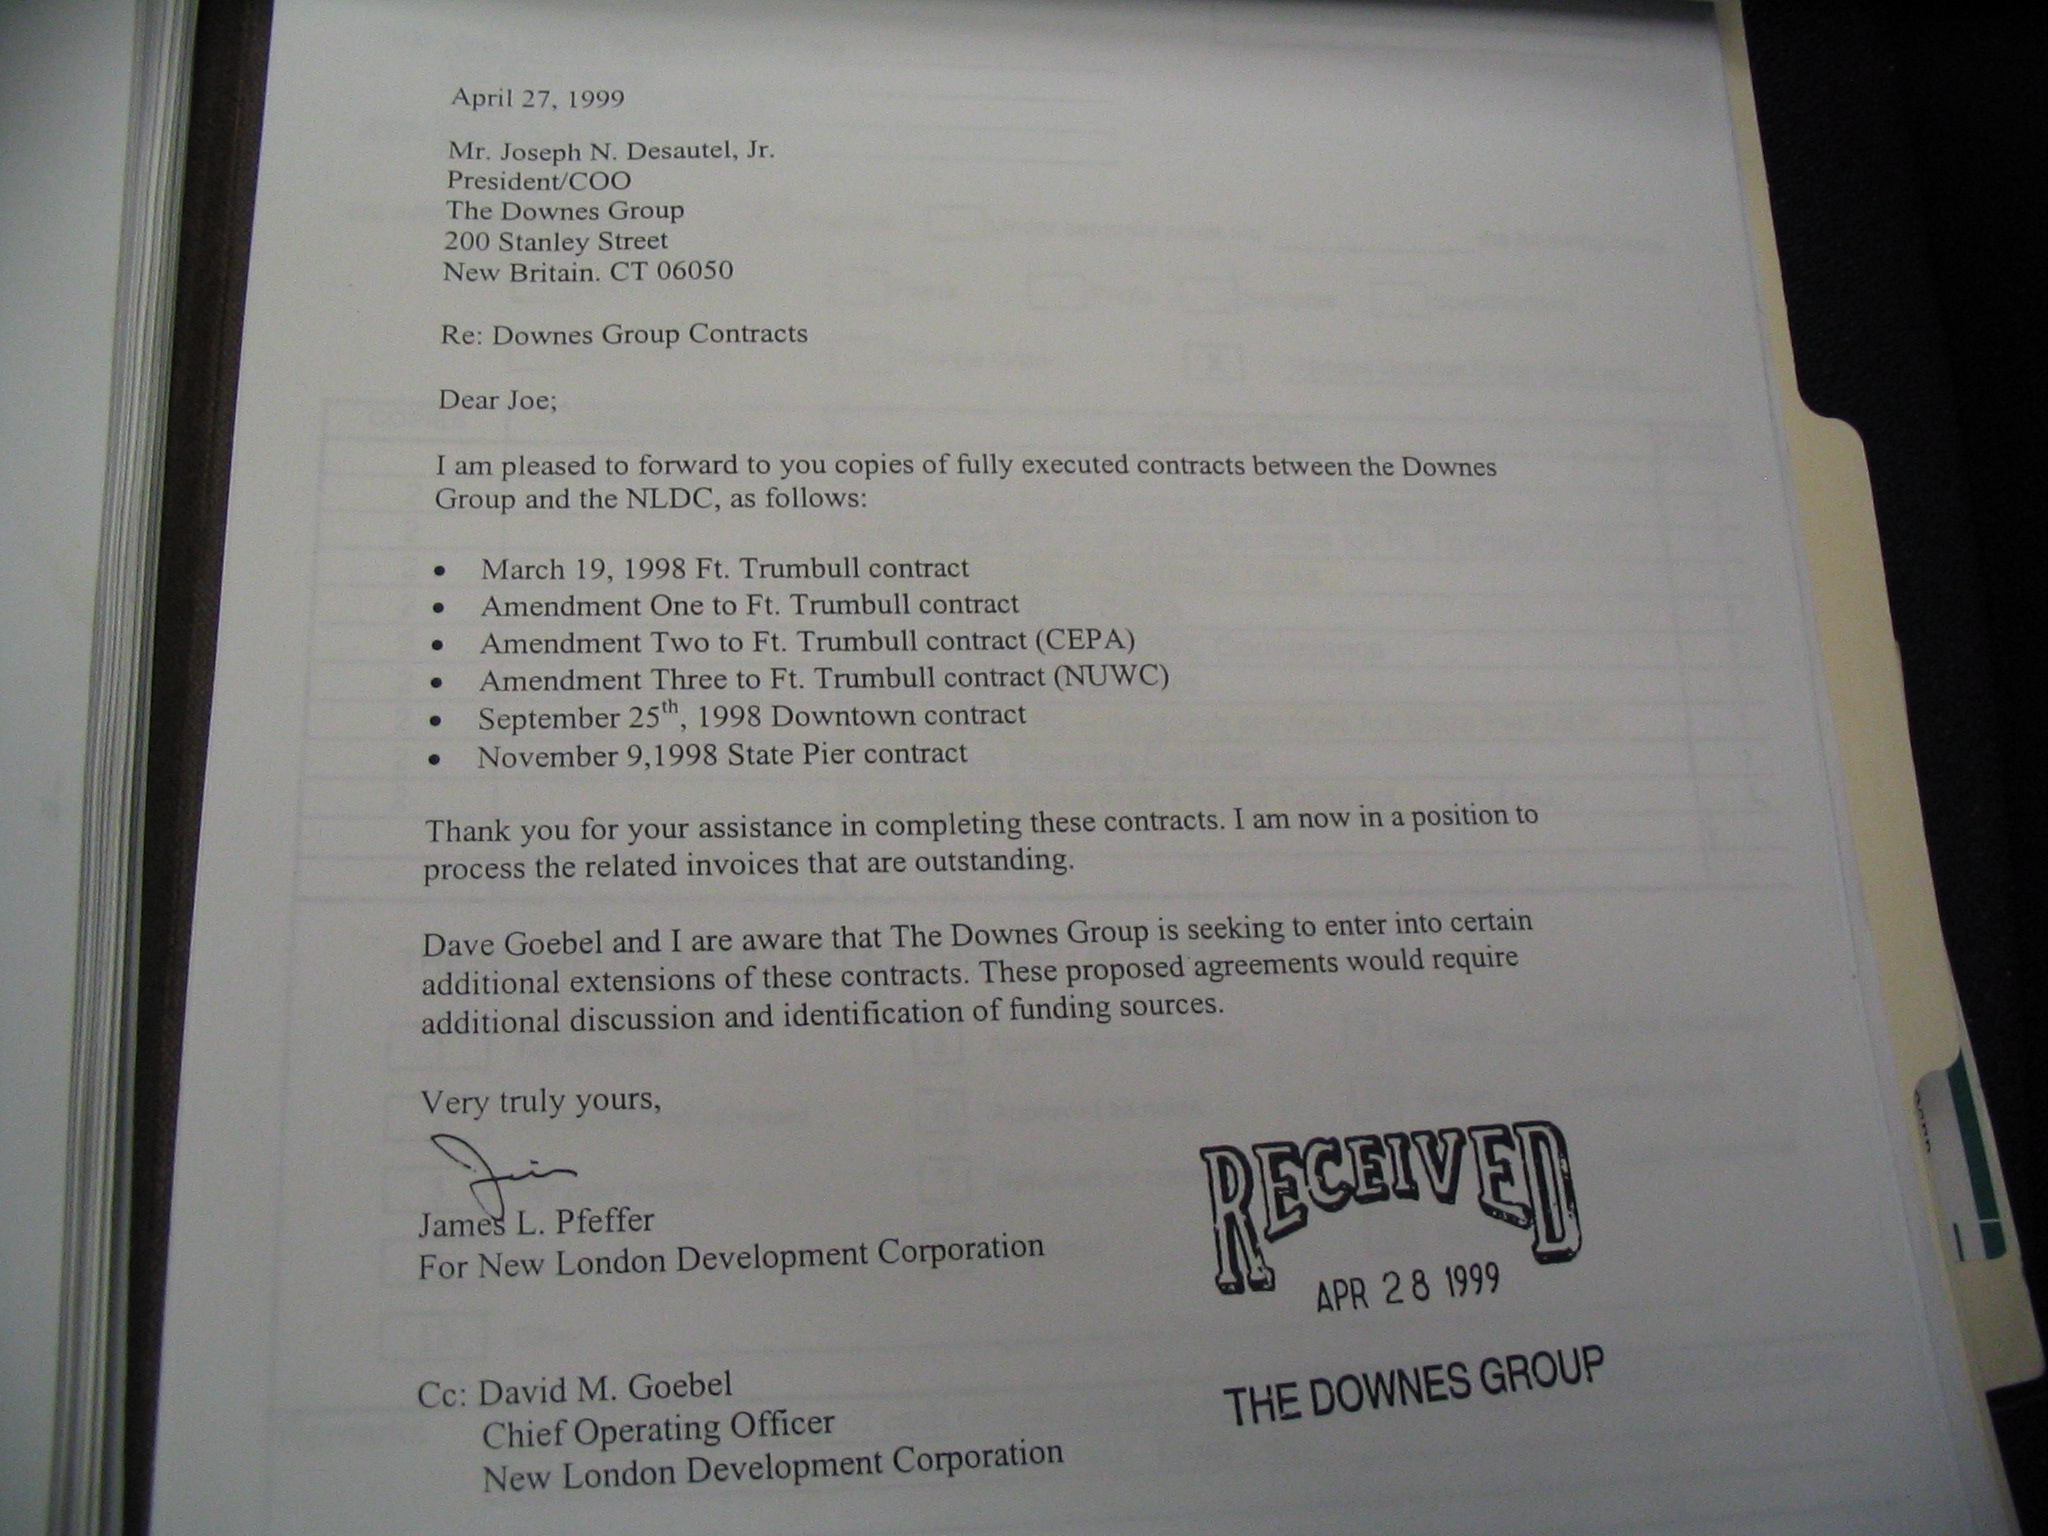 April 27, 1999
Mr. Joseph N. Desautel, Jr.
President/COO
The Downes Group
200 Stanley Street
New Britain. CT 06050
Re: Downes Group Contracts
Dear Joe;
I am pleased to forward to you copies of fully executed contracts between the Downes
Group and the NLDC, as follows:
• March 19, 1998 Ft. Trumbull contract
• Amendment One to Ft. Trumbull contract
• Amendment Two to Ft. Trumbull contract (CEPA)
• Amendment Three to Ft. Trumbull contract (NUWC)
• September 25th, 1998 Downtown contract
• November 9,1998 State Pier contract
Thank you for your assistance in completing these contracts. I am now in a position to
process the related invoices that are outstanding.
Dave Goebel and I are aware that The Downes Group is seeking to enter into certain
additional extensions of these contracts. These proposed agreements would require
additional discussion and identification of funding sources.
Very truly yours,
Jim
James L. Pfeffer
For New London Development Corporation
RECEIVED
APR 28 1999
THE DOWNES GROUP
Cc: David M. Goebel
Chief Operating Officer
New London Development Corporation